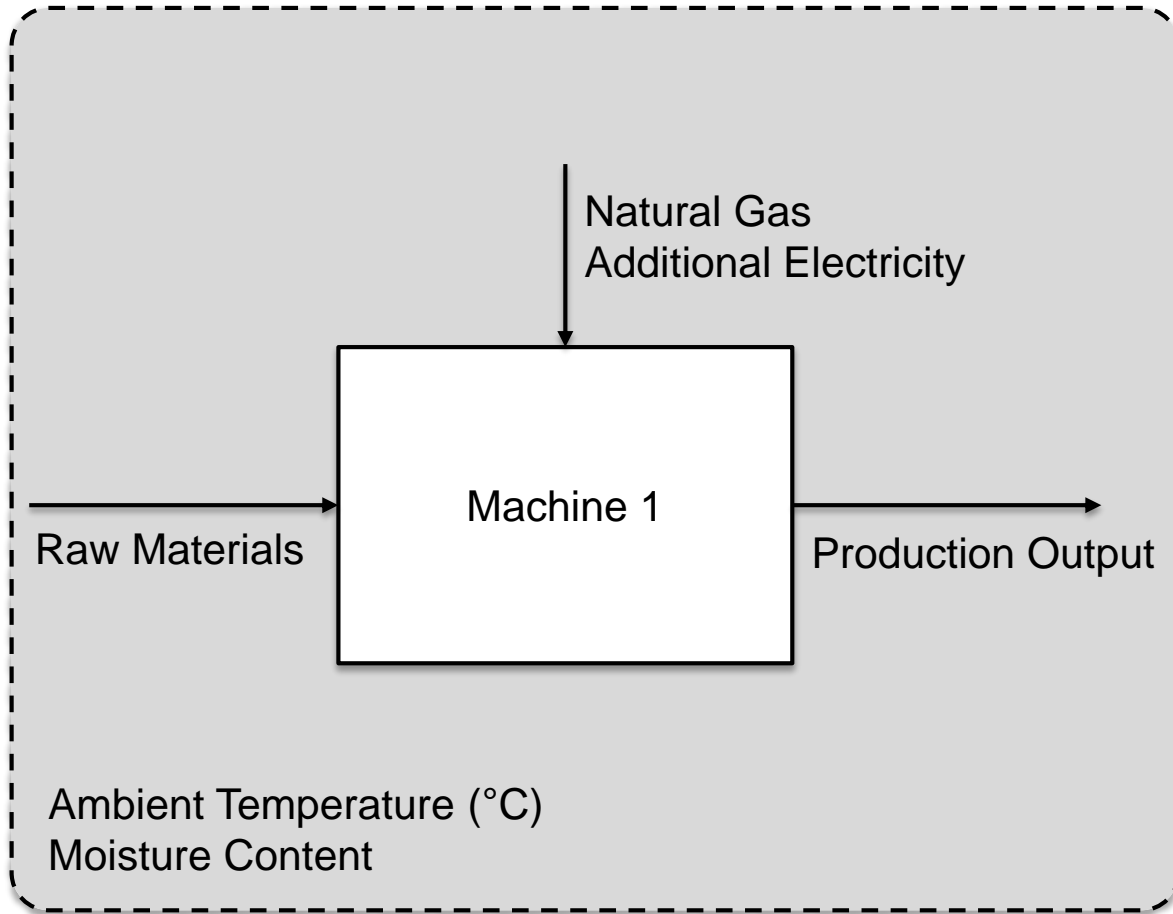 Natural Gas
Additional Electricity
Machine 1
Raw Materials
Production Output
Ambient Temperature (°C)
Moisture Content